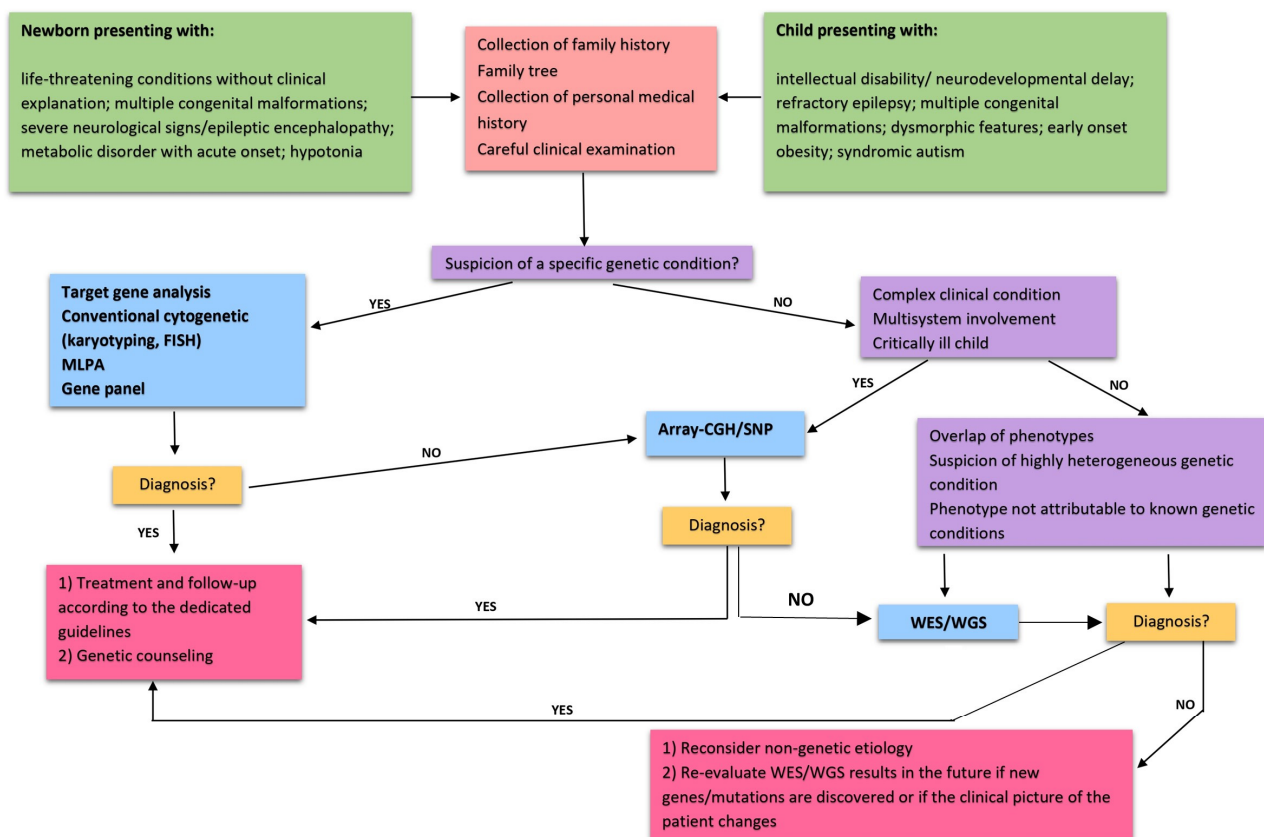 Newborn presenting with:
life-threatening conditions without clinical
explanation; multiple congenital malformations;
severe neurological signs/epileptic encephalopathy;
metabolic disorder with acute onset; hypotonia
Collection of family history
Family tree
Collection of personal medical
history
Careful clinical examination
Child presenting with:
intellectual disability/ neurodevelopmental delay;
refractory epilepsy; multiple congenital
malformations; dysmorphic features; early onset
obesity; syndromic autism
Suspicion of a specific genetic condition?
YES
NO
Target gene analysis
Conventional cytogenetic
(karyotyping, FISH)
MLPA
Gene panel
Complex clinical condition
Multisystem involvement
Critically ill child
YES
NO
Array-CGH/SNP
NO
Diagnosis?
YES
Diagnosis?
Overlap of phenotypes
Suspicion of highly heterogeneous genetic
condition
Phenotype not attributable to known genetic
conditions
1) Treatment and follow-up
according to the dedicated
guidelines
2) Genetic counseling
YES
NO
WES/WGS
Diagnosis?
YES
NO
1) Reconsider non-genetic etiology
2) Re-evaluate WES/WGS results in the future if new
genes/mutations are discovered or if the clinical picture of the
patient changes